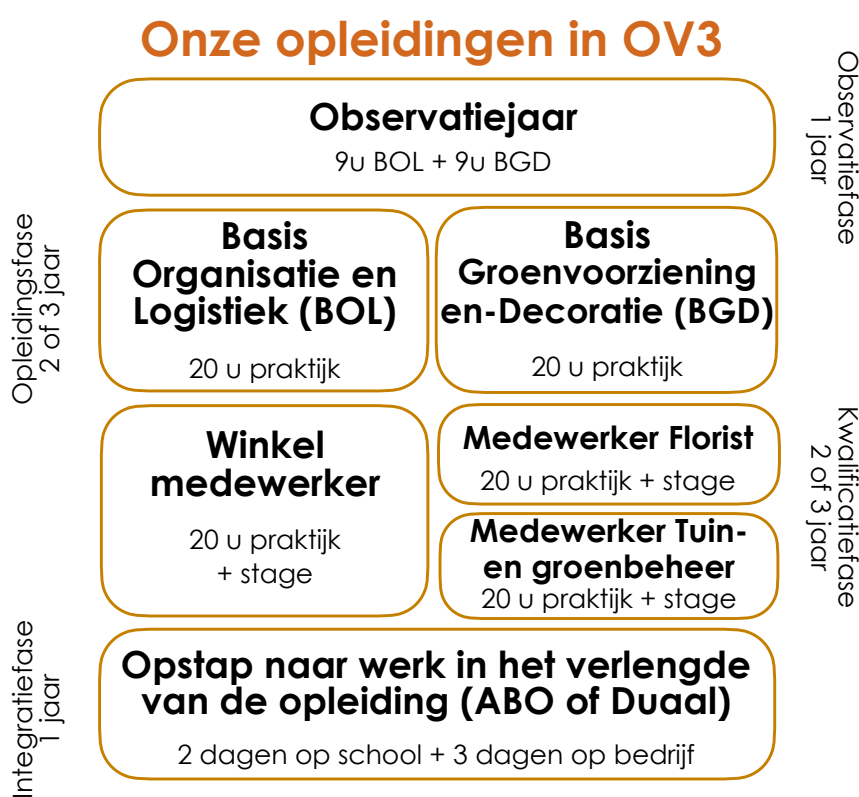 Onze opleidingen in OV3
Observatiejaar
9u BOL + 9u BGD
Observatiefase
1 jaar
Opleidingsfase
2 of 3 jaar
Basis
Organisatie en
Logistiek (BOL)
20 u praktijk
Basis
Groenvoorziening
en-Decoratie (BGD)
20 u praktijk
Winkel
medewerker
20 u praktijk
+ stage
Medewerker Florist
20 u praktijk + stage
Medewerker Tuin-
en groenbeheer
20 u praktijk + stage
Kwalificatiefase
2 of 3 jaar
Integratiefase
1 jaar
Opstap naar werk in het verlengde
van de opleiding (ABO of Duaal)
2 dagen op school + 3 dagen op bedrijf